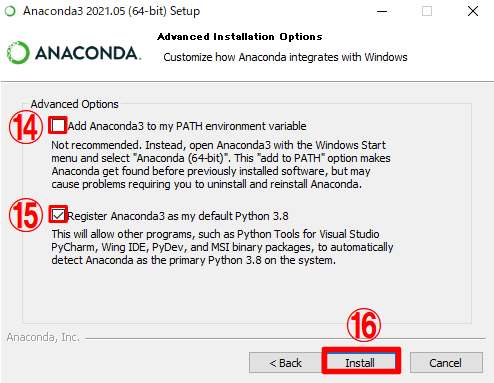 Anaconda3 2021.05 (64-bit) Setup
ANACONDA.
Advanced Installation Options
Customize how Anaconda integrates with Windows
Advanced Options
⑭
Add Anaconda3 to my PATH environment variable
Not recommended. Instead, open Anaconda3 with the Windows Start
menu and select "Anaconda (64-bit)". This "add to PATH" option makes
Anaconda get found before previously installed software, but may
cause problems requiring you to uninstall and reinstall Anaconda.
⑮
Register Anaconda3 as my default Python 3.8
This will allow other programs, such as Python Tools for Visual Studio
PyCharm, Wing IDE, PyDev, and MSI binary packages, to automatically
detect Anaconda as the primary Python 3.8 on the system.
⑯
Anaconda, Inc.
< Back
Install
Cancel